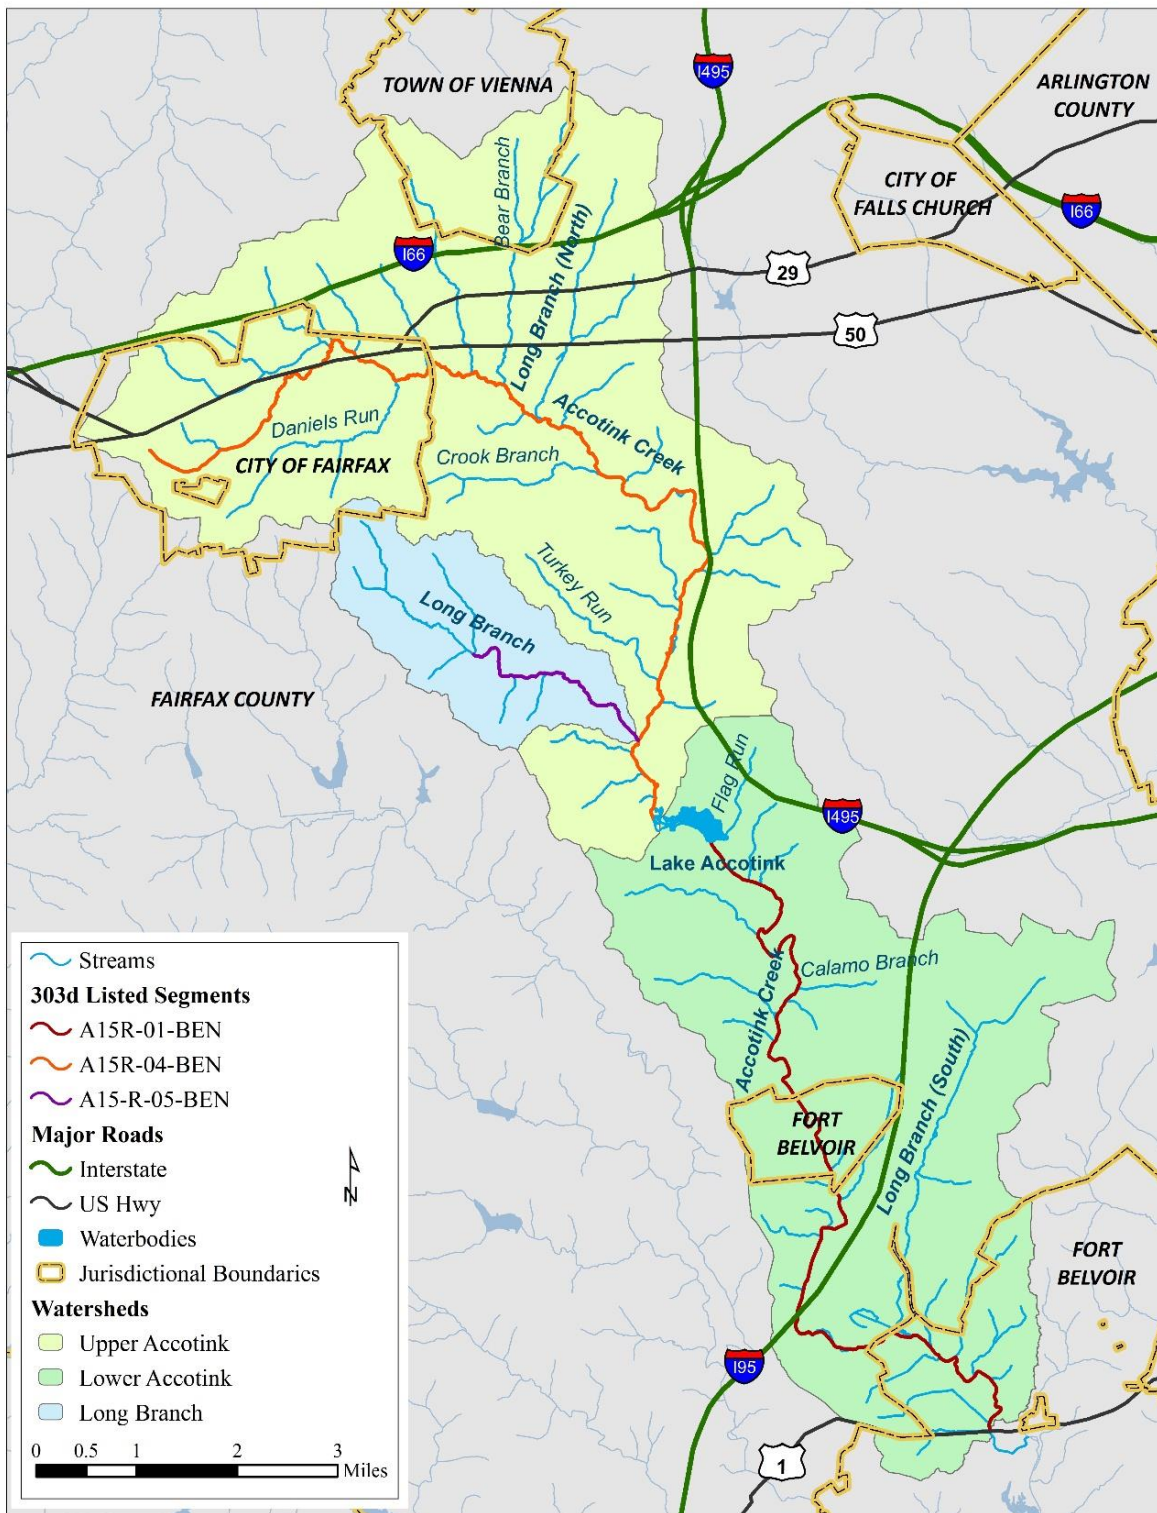 I495
TOWN OF VIENNA
ARLINGTON
COUNTY
Bear Branch
CITY OF
FALLS CHURCH
I66
I66
Long Branch (North)
29
50
Accotink Creek
Daniels Run
CITY OF FAIRFAX
Crook Branch
Turkey Run
Long Branch
FAIRFAX COUNTY
Flag Run
I495
Lake Accotink
Calamo Branch
Accotink Creek
Long Branch (South)
FORT
BELVOIR
FORT
BELVOIR
I95
1
Streams
303d Listed Segments
A15R-01-BEN
A15R-04-BEN
A15-R-05-BEN
Major Roads
Interstate
US Hwy
N
Waterbodies
Jurisdictional Boundaries
Watersheds
Upper Accotink
Lower Accotink
Long Branch
0 0.5 1 2 3
Miles